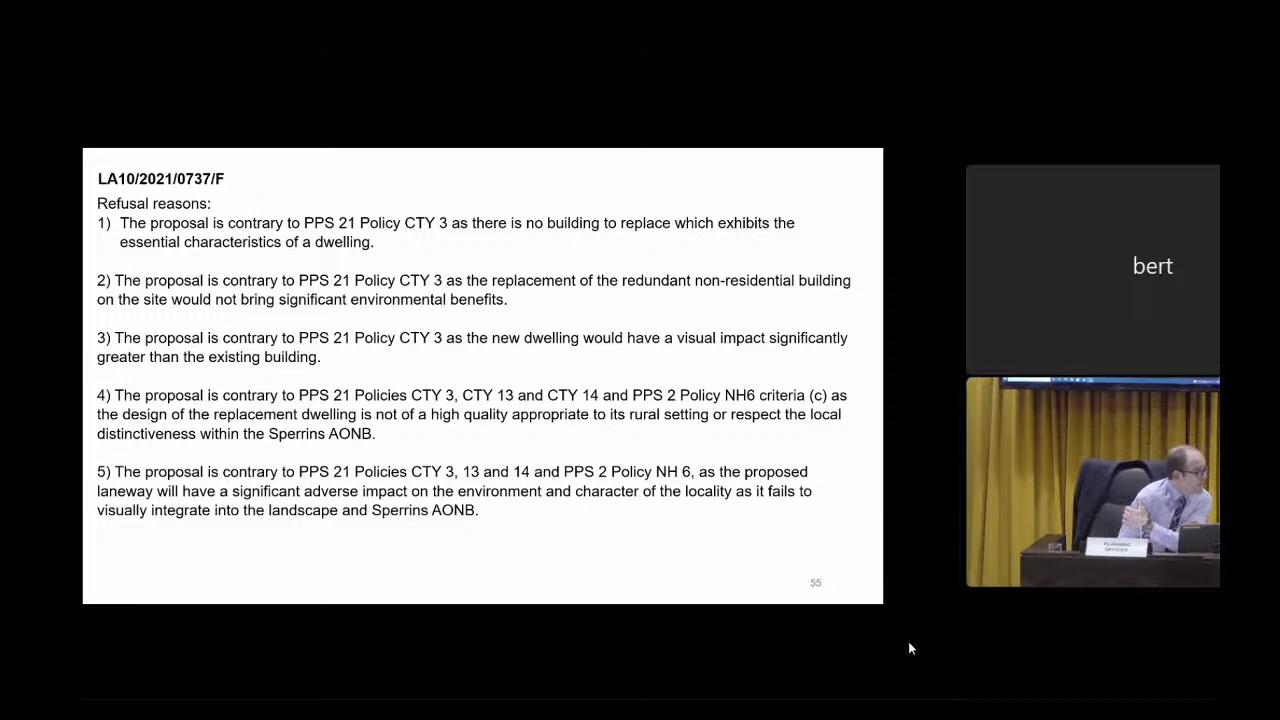 LA10/2021/0737/F
Refusal reasons:
1) The proposal is contrary to PPS 21 Policy CTY 3 as there is no building to replace which exhibits the
essential characteristics of a dwelling.
2) The proposal is contrary to PPS 21 Policy CTY 3 as the replacement of the redundant non-residential building
on the site would not bring significant environmental benefits.
3) The proposal is contrary to PPS 21 Policy CTY 3 as the new dwelling would have a visual impact significantly
greater than the existing building.
4) The proposal is contrary to PPS 21 Policies CTY 3, CTY 13 and CTY 14 and PPS 2 Policy NH6 criteria (c) as
the design of the replacement dwelling is not of a high quality appropriate to its rural setting or respect the local
distinctiveness within the Sperrins AONB.
5) The proposal is contrary to PPS 21 Policies CTY 3, 13 and 14 and PPS 2 Policy NH 6, as the proposed
laneway will have a significant adverse impact on the environment and character of the locality as it fails to
visually integrate into the landscape and Sperrins AONB.
55
bert
PLANNING
OFFICER